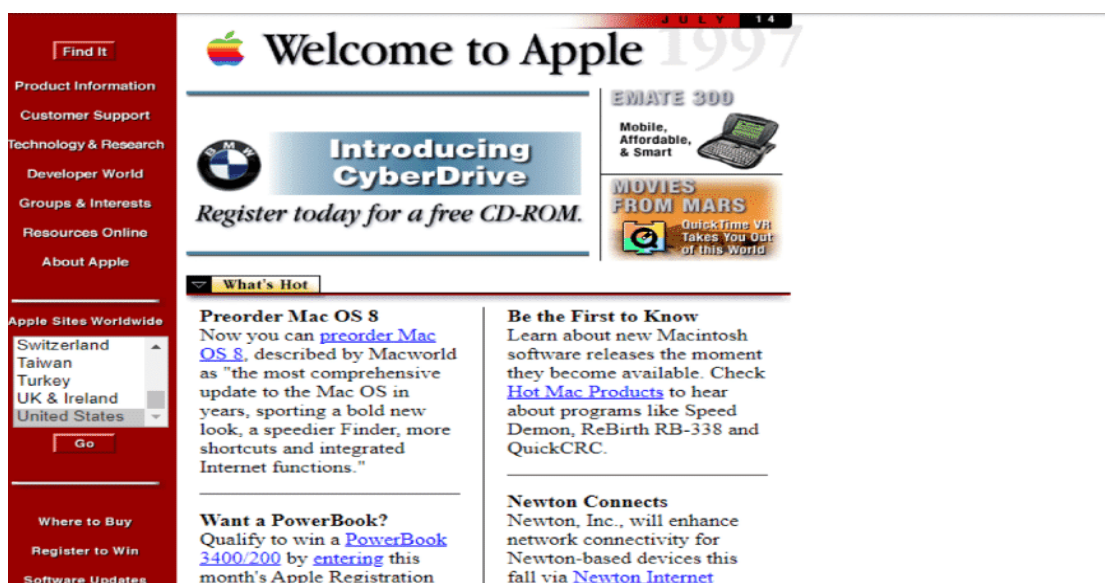 JULY 14
1997
Welcome to Apple
Find It
Product Information
Customer Support
Technology & Research
Developer World
Groups & Interests
Resources Online
About Apple
Apple Sites Worldwide
Switzerland
Taiwan
Turkey
UK & Ireland
United States
Go
Where to Buy
Register to Win
Software Updates
BMW
Introducing
CyberDrive
Register today for a free CD-ROM.
EMATE 300
Mobile,
Affordable,
& Smart
MOVIES
FROM MARS
QuickTime VR
Takes You Out
of this World
What's Hot
Preorder Mac OS 8
Now you can preorder Mac
OS 8, described by Macworld
as "the most comprehensive
update to the Mac OS in
years, sporting a bold new
look, a speedier Finder, more
shortcuts and integrated
Internet functions."
Want a PowerBook?
Qualify to win a PowerBook
3400/200 by entering this
month's Apple Registration
Be the First to Know
Learn about new Macintosh
software releases the moment
they become available. Check
Hot Mac Products to hear
about programs like Speed
Demon, ReBirth RB-338 and
QuickCRC.
Newton Connects
Newton, Inc., will enhance
network connectivity for
Newton-based devices this
fall via Newton Internet